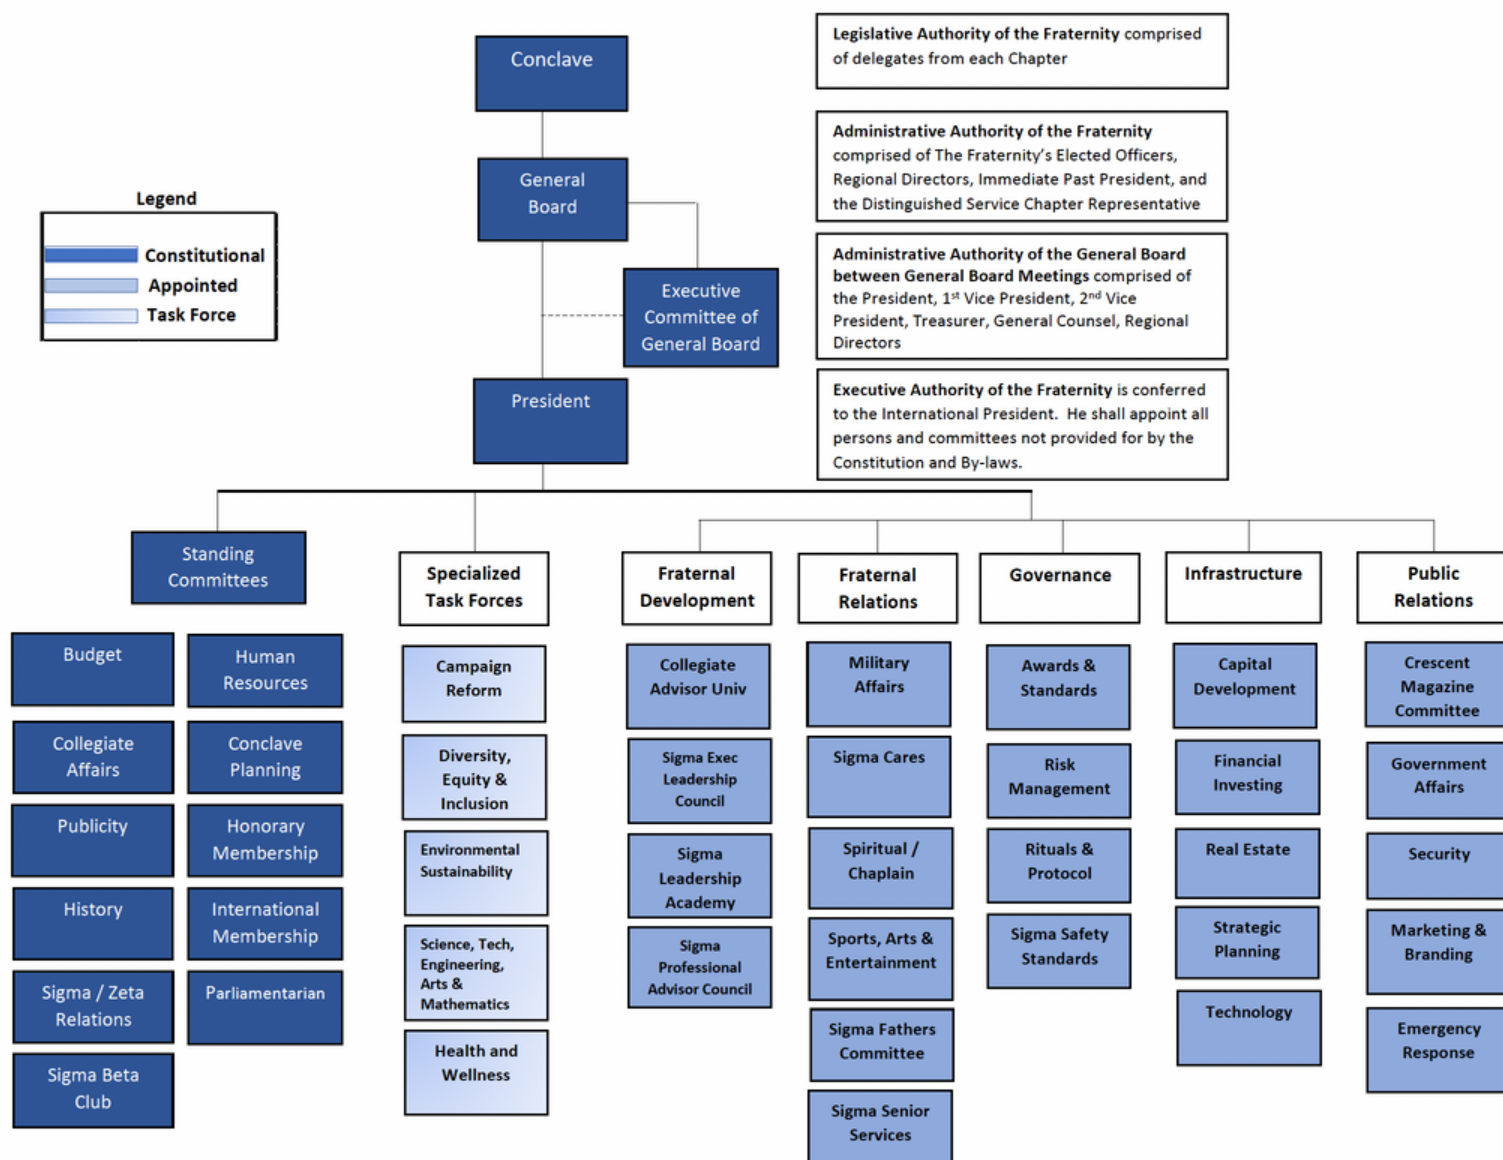 Conclave
Legislative Authority of the Fraternity comprised
of delegates from each Chapter
General
Board
Administrative Authority of the Fraternity
comprised of The Fraternity's Elected Officers,
Regional Directors, Immediate Past President, and
the Distinguished Service Chapter Representative
Legend
Constitutional
Appointed
Task Force
Executive
Committee of
General Board
Administrative Authority of the General Board
between General Board Meetings comprised of
the President, 1st Vice President, 2nd Vice
President, Treasurer, General Counsel, Regional
Directors
President
Executive Authority of the Fraternity is conferred
to the International President. He shall appoint all
persons and committees not provided for by the
Constitution and By-laws.
Standing
Committees
Budget
Collegiate
Affairs
Publicity
History
Sigma / Zeta
Relations
Sigma Beta
Club
Human
Resources
Conclave
Planning
Honorary
Membership
International
Membership
Parliamentarian
Specialized
Task Forces
Campaign
Reform
Diversity,
Equity &
Inclusion
Environmental
Sustainability
Science, Tech,
Engineering,
Arts &
Mathematics
Health and
Wellness
Fraternal
Development
Collegiate
Advisor Univ
Sigma Exec
Leadership
Council
Sigma
Leadership
Academy
Sigma
Professional
Advisor Council
Fraternal
Relations
Military
Affairs
Sigma Cares
Spiritual /
Chaplain
Sports, Arts &
Entertainment
Sigma Fathers
Committee
Sigma Senior
Services
Governance
Awards &
Standards
Risk
Management
Rituals &
Protocol
Sigma Safety
Standards
Infrastructure
Capital
Development
Financial
Investing
Real Estate
Strategic
Planning
Technology
Public
Relations
Crescent
Magazine
Committee
Government
Affairs
Security
Marketing &
Branding
Emergency
Response